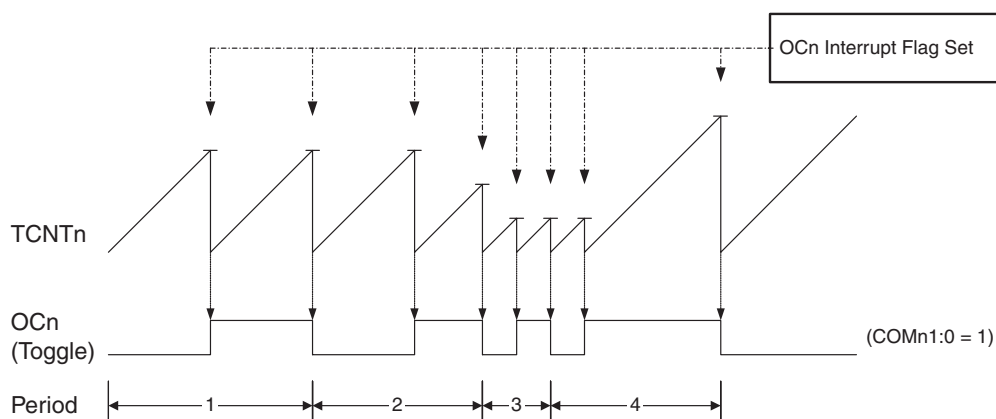 OCn Interrupt Flag Set
TCNTn
OCn
(Toggle)
(COMn1:0 = 1)
Period
1
2
3
4